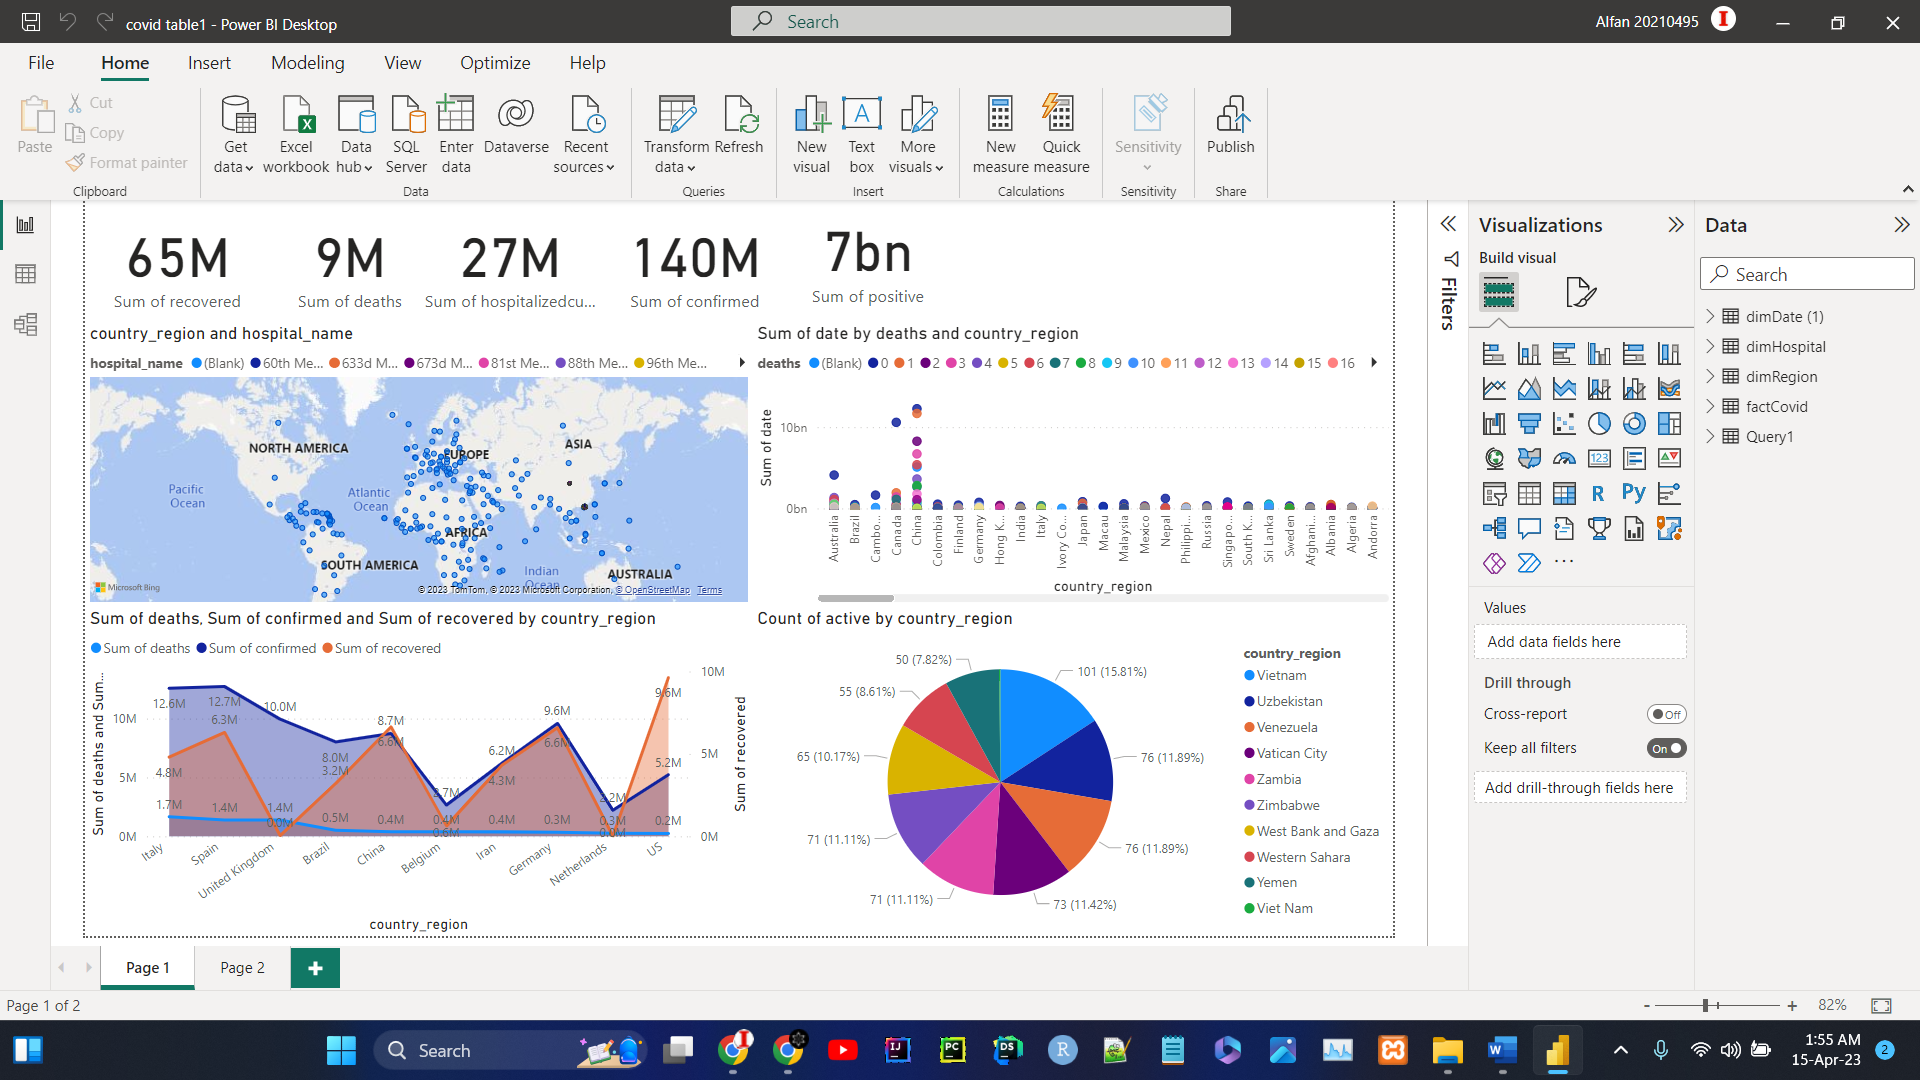 covid table1 - Power BI Desktop
Search
Alfan 20210495
File Home Insert Modeling View Optimize Help
Paste
Cut
Copy
Format painter
Clipboard
Get data
Excel workbook
Data hub
SQL Server
Enter data
Dataverse
Recent sources
Data
Transform data
Refresh
Queries
New visual
Text box
More visuals
Insert
New measure
Quick measure
Calculations
Sensitivity
Sensitivity
Publish
Share
65M
Sum of recovered
9M
Sum of deaths
27M
Sum of hospitalizedcu...
140M
Sum of confirmed
7bn
Sum of positive
country_region and hospital_name
hospital_name (Blank) 60th Me... 633d M... 673d M... 81st Me... 88th Me... 96th Me...
NORTH AMERICA
EUROPE
ASIA
Pacific Ocean
Atlantic Ocean
AFRICA
SOUTH AMERICA
Indian Ocean
AUSTRALIA
Microsoft Bing
© 2023 TomTom, © 2023 Microsoft Corporation, © OpenStreetMap Terms
Sum of date by deaths and country_region
deaths (Blank) 0 1 2 3 4 5 6 7 8 9 10 11 12 13 14 15 16
Sum of date
10bn
0bn
Australia Brazil Cambo... Canada China Colombia Finland Germany Hong K... India Italy Ivory Co... Japan Macau Malaysia Mexico Nepal Philippi... Russia Singapo... South K... Sri Lanka Sweden Afghani... Albania Algeria Andorra
country_region
Sum of deaths, Sum of confirmed and Sum of recovered by country_region
Sum of deaths Sum of confirmed Sum of recovered
Sum of deaths and Sum...
10M
5M
0M
12.6M 12.7M 10.0M 8.0M 8.7M 3.7M 6.2M 9.6M 2.2M 5.2M
4.8M 6.3M 0.0M 3.2M 6.6M 0.6M 4.3M 6.6M 0.0M 9.6M
1.7M 1.4M 1.4M 0.5M 0.4M 0.4M 0.4M 0.3M 0.3M 0.2M
10M
5M
0M
Sum of recovered
Italy Spain United Kingdom Brazil China Belgium Iran Germany Netherlands US
country_region
Count of active by country_region
101 (15.81%)
76 (11.89%)
76 (11.89%)
73 (11.42%)
71 (11.11%)
71 (11.11%)
65 (10.17%)
55 (8.61%)
50 (7.82%)
country_region
Vietnam
Uzbekistan
Venezuela
Vatican City
Zambia
Zimbabwe
West Bank and Gaza
Western Sahara
Yemen
Viet Nam
Filters
Visualizations
Build visual
123
R
Py
...
Values
Add data fields here
Drill through
Cross-report
Off
Keep all filters
On
Add drill-through fields here
Data
Search
dimDate (1)
dimHospital
dimRegion
factCovid
Query1
Page 1
Page 2
Page 1 of 2
82%
Search
1:55 AM
15-Apr-23
2